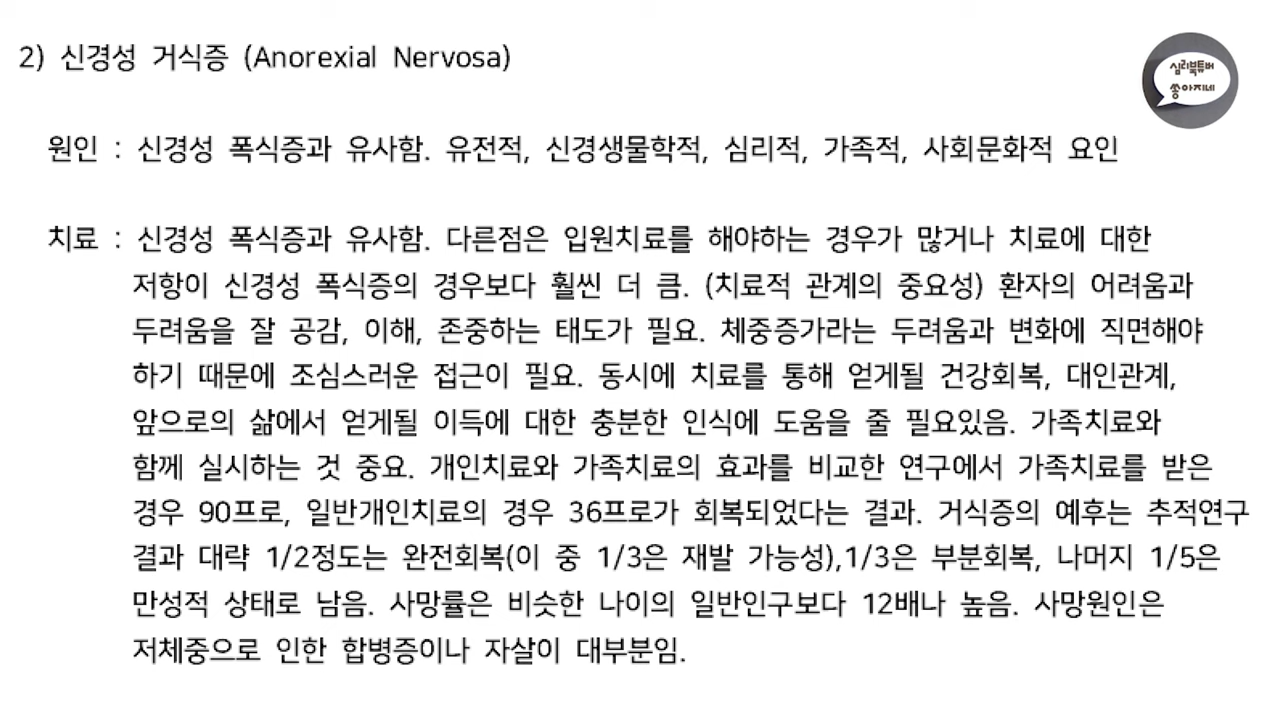 2) 신경성 거식증 (Anorexial Nervosa)
심리북튜버
쏭아지네
원인 : 신경성 폭식증과 유사함. 유전적, 신경생물학적, 심리적, 가족적, 사회문화적 요인
치료 : 신경성 폭식증과 유사함. 다른점은 입원치료를 해야하는 경우가 많거나 치료에 대한
저항이 신경성 폭식증의 경우보다 훨씬 더 큼. (치료적 관계의 중요성) 환자의 어려움과
두려움을 잘 공감, 이해, 존중하는 태도가 필요. 체중증가라는 두려움과 변화에 직면해야
하기 때문에 조심스러운 접근이 필요. 동시에 치료를 통해 얻게될 건강회복, 대인관계,
앞으로의 삶에서 얻게될 이득에 대한 충분한 인식에 도움을 줄 필요있음. 가족치료와
함께 실시하는 것 중요. 개인치료와 가족치료의 효과를 비교한 연구에서 가족치료를 받은
경우 90프로, 일반개인치료의 경우 36프로가 회복되었다는 결과. 거식증의 예후는 추적연구
결과 대략 1/2정도는 완전회복(이 중 1/3은 재발 가능성),1/3은 부분회복, 나머지 1/5은
만성적 상태로 남음. 사망률은 비슷한 나이의 일반인구보다 12배나 높음. 사망원인은
저체중으로 인한 합병증이나 자살이 대부분임.